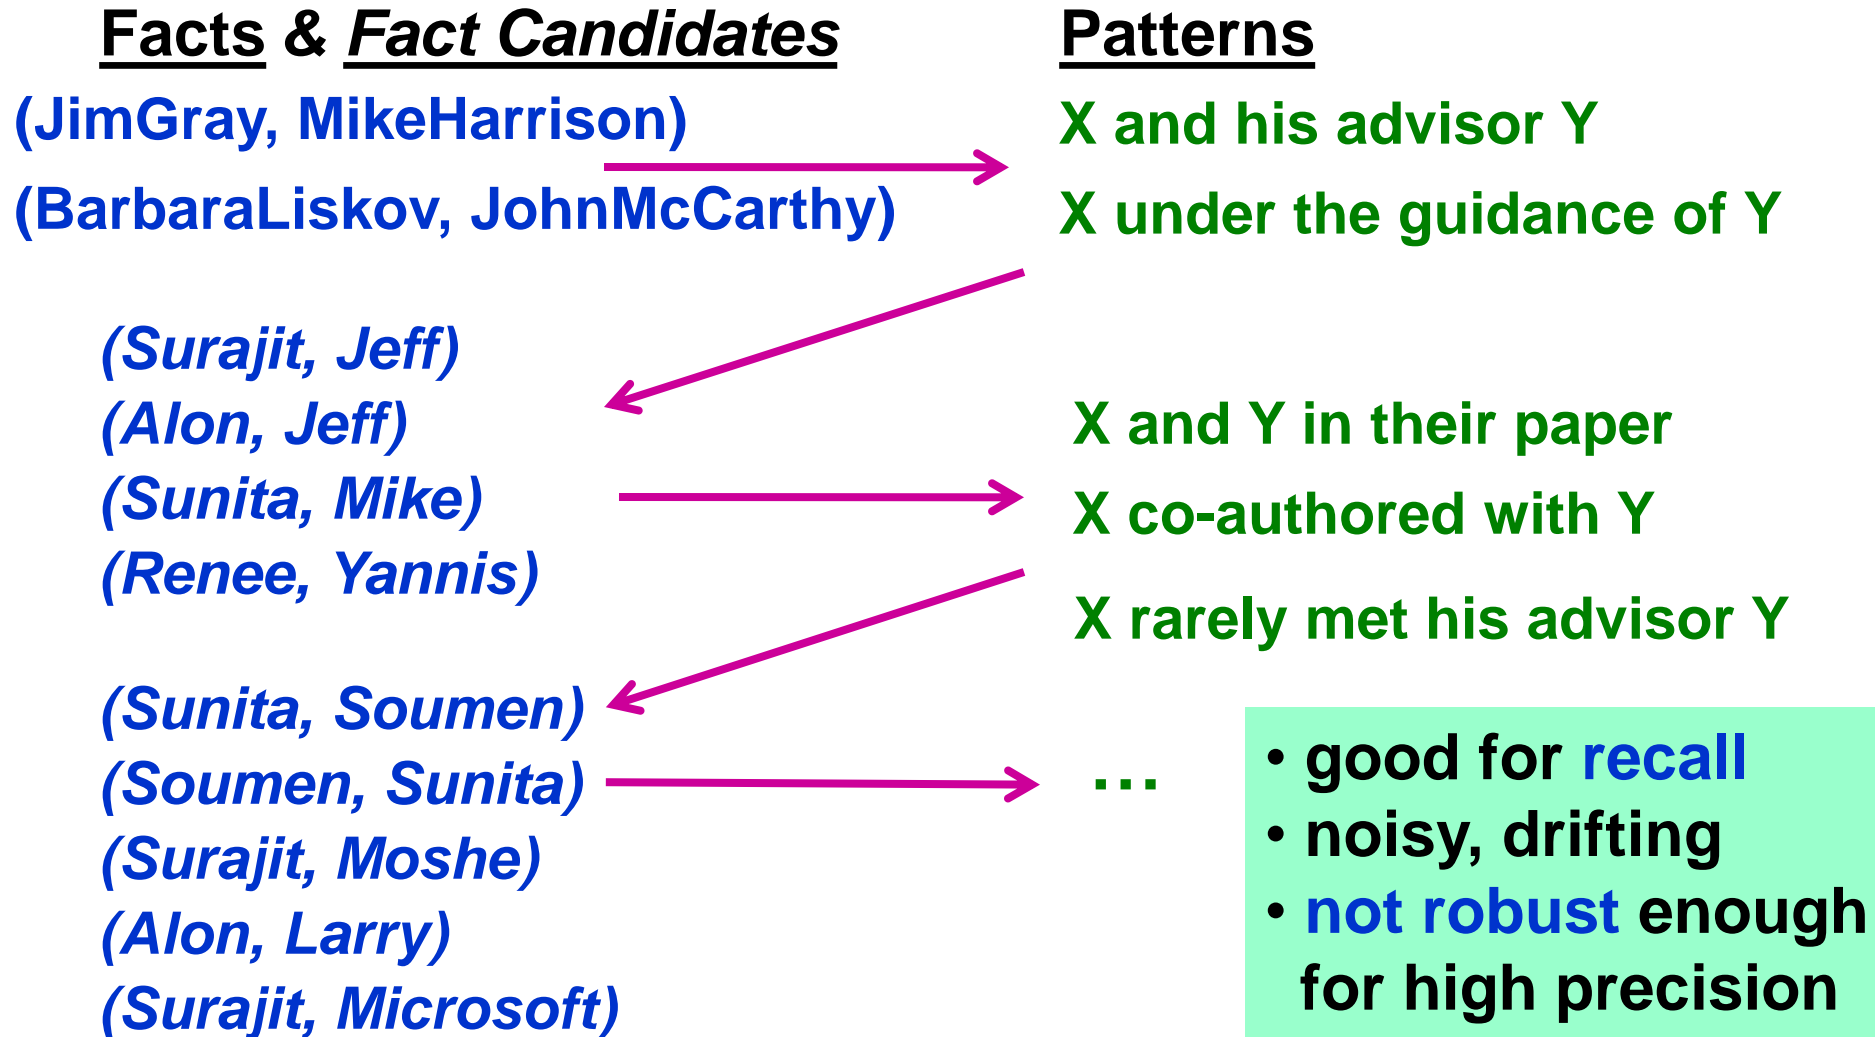 Facts & Fact Candidates
Patterns
(JimGray, MikeHarrison)
(BarbaraLiskov, JohnMcCarthy)
X and his advisor Y
X under the guidance of Y
(Surajit, Jeff)
(Alon, Jeff)
(Sunita, Mike)
(Renee, Yannis)
X and Y in their paper
X co-authored with Y
X rarely met his advisor Y
(Sunita, Soumen)
(Soumen, Sunita)
(Surajit, Moshe)
(Alon, Larry)
(Surajit, Microsoft)
…
• good for recall
• noisy, drifting
• not robust enough
for high precision